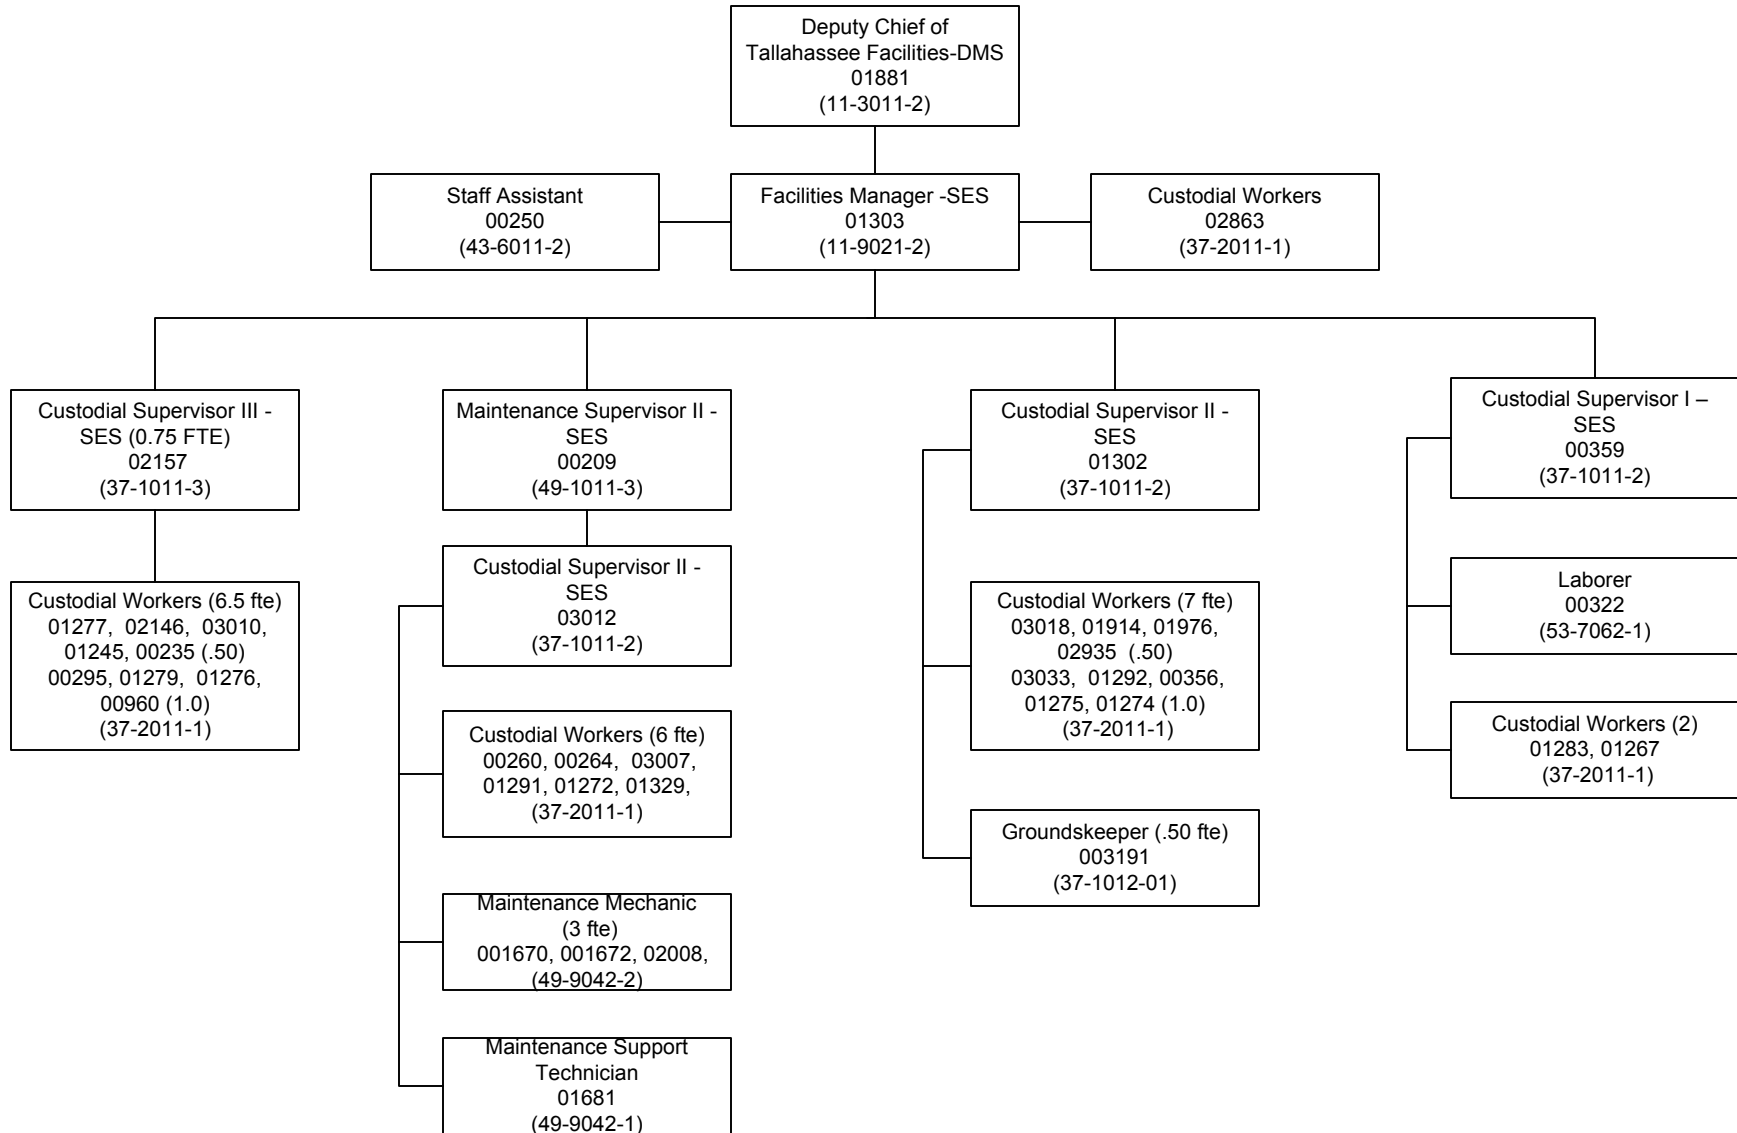 Deputy Chief of
Tallahassee Facilities-DMS
01881
(11-3011-2)
Staff Assistant
00250
(43-6011-2)
Facilities Manager -SES
01303
(11-9021-2)
Custodial Workers
02863
(37-2011-1)
Custodial Supervisor III -
SES (0.75 FTE)
02157
(37-1011-3)
Custodial Workers (6.5 fte)
01277, 02146, 03010,
01245, 00235 (.50)
00295, 01279, 01276,
00960 (1.0)
(37-2011-1)
Maintenance Supervisor II -
SES
00209
(49-1011-3)
Custodial Supervisor II -
SES
03012
(37-1011-2)
Custodial Workers (6 fte)
00260, 00264, 03007,
01291, 01272, 01329,
(37-2011-1)
Maintenance Mechanic
(3 fte)
001670, 001672, 02008,
(49-9042-2)
Maintenance Support
Technician
01681
(49-9042-1)
Custodial Supervisor II -
SES
01302
(37-1011-2)
Custodial Workers (7 fte)
03018, 01914, 01976,
02935 (.50)
03033, 01292, 00356,
01275, 01274 (1.0)
(37-2011-1)
Groundskeeper (.50 fte)
003191
(37-1012-01)
Custodial Supervisor I –
SES
00359
(37-1011-2)
Laborer
00322
(53-7062-1)
Custodial Workers (2)
01283, 01267
(37-2011-1)